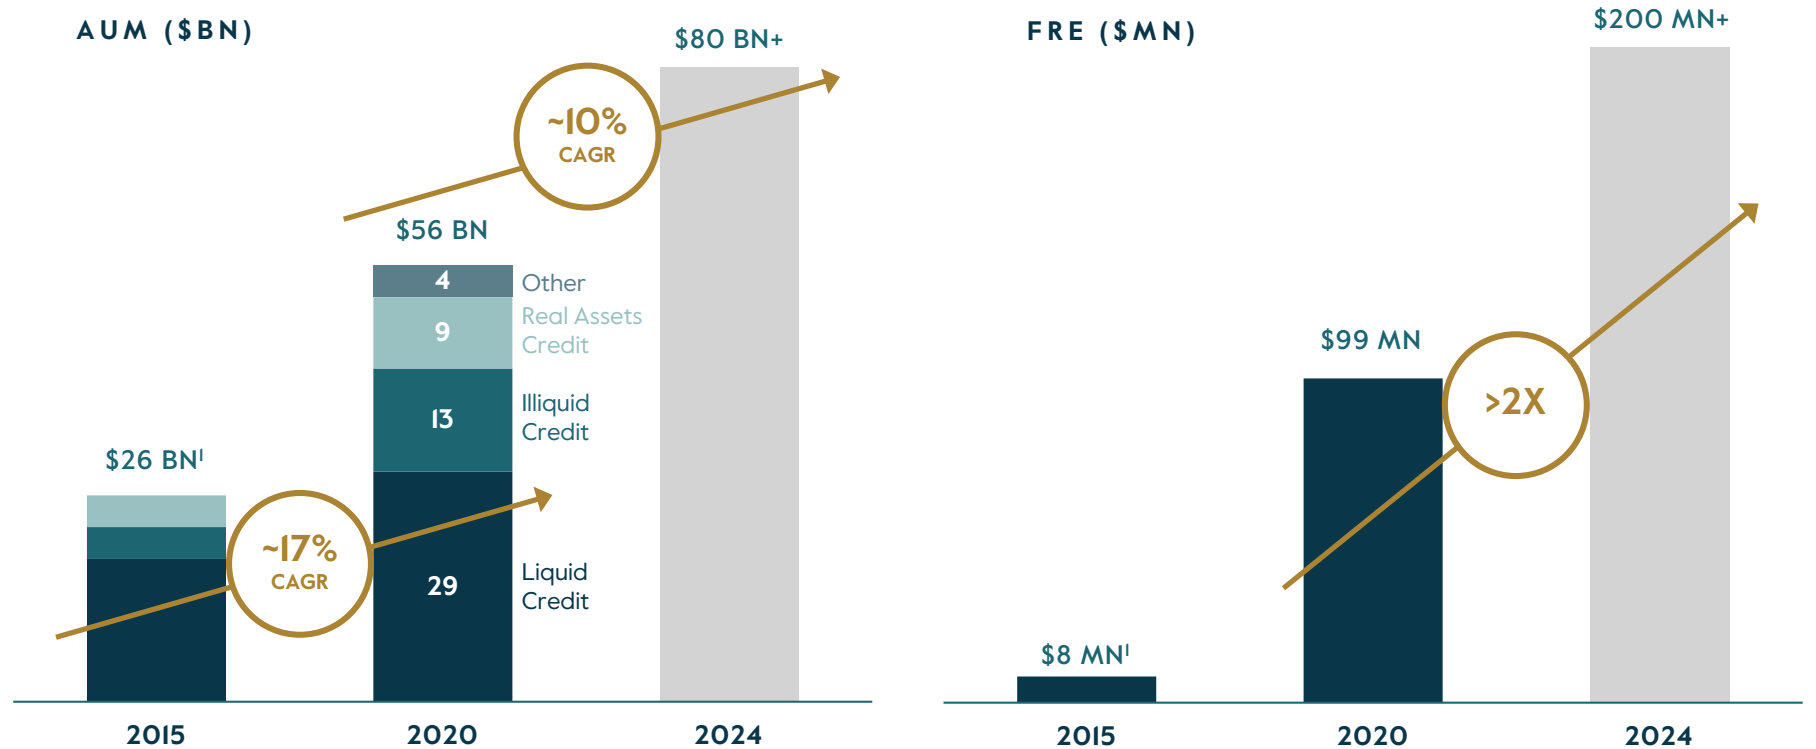 AUM ($BN)
$80 BN+
~10%
CAGR
$56 BN
4
Other
9
Real Assets
Credit
13
Illiquid
Credit
$26 BN¹
~17%
CAGR
29
Liquid
Credit
2015
2020
2024
FRE ($MN)
$200 MN+
$99 MN
>2X
$8 MN¹
2015
2020
2024